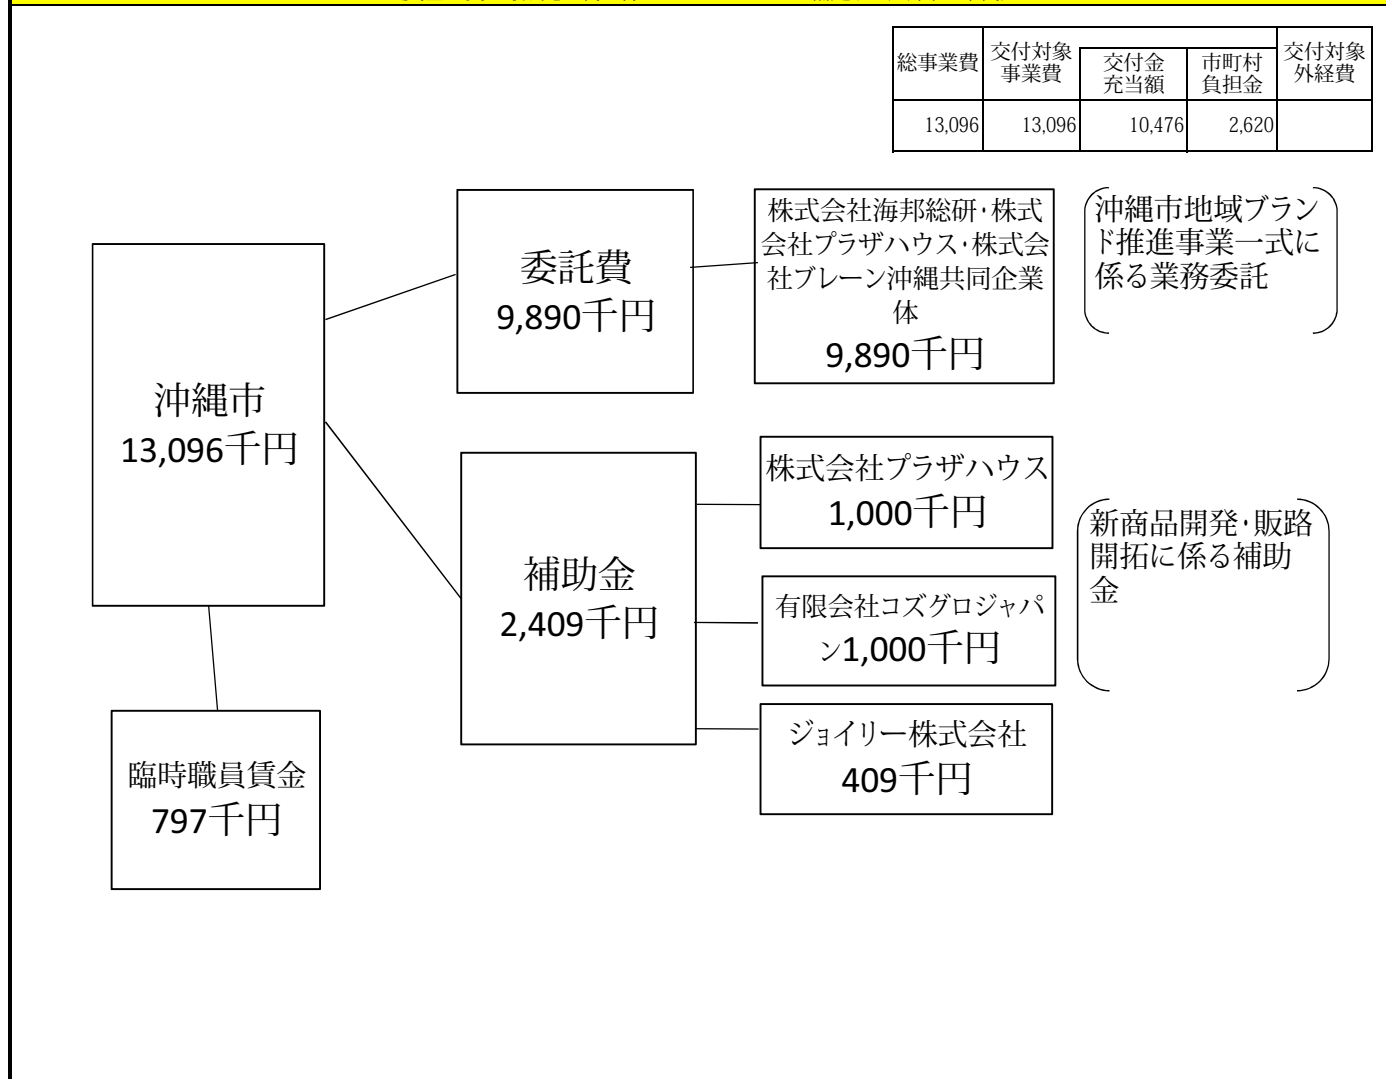 総事業費
交付対象
事業費
交付金
充当額
市町村
負担金
交付対象
外経費
13,096
13,096
10,476
2,620
株式会社海邦総研・株式
会社プラザハウス・株式会
社ブレーン沖縄共同企業
体
9,890千円
沖縄市地域ブラン
ド推進事業一式に
係る業務委託
委託費
9,890千円
沖縄市
13,096千円
株式会社プラザハウス
1,000千円
補助金
2,409千円
新商品開発・販路
開拓に係る補助
金
有限会社コズグロジャパ
ン1,000千円
ジョイリー株式会社
409千円
臨時職員賃金
797千円